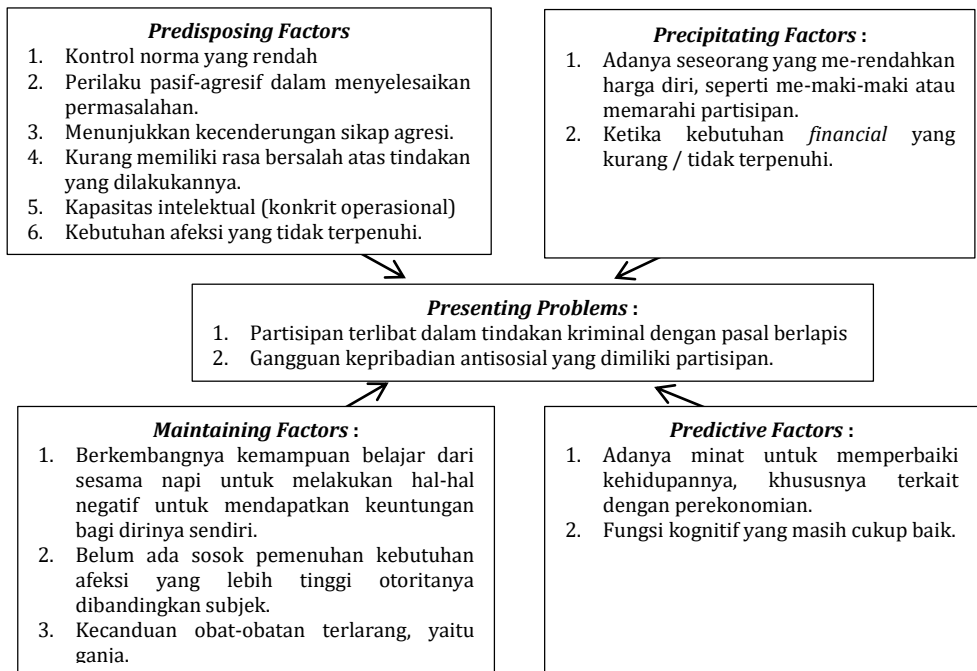 Predisposing Factors
1. Kontrol norma yang rendah
2. Perilaku pasif-agresif dalam menyelesaikan
permasalahan.
3. Menunjukkan kecenderungan sikap agresi.
4. Kurang memiliki rasa bersalah atas tindakan
yang dilakukannya.
5. Kapasitas intelektual (konkrit operasional)
6. Kebutuhan afeksi yang tidak terpenuhi.
Precipitating Factors :
1. Adanya seseorang yang me-rendahkan
harga diri, seperti me-maki-maki atau
memarahi partisipan.
2. Ketika kebutuhan financial yang
kurang / tidak terpenuhi.
Presenting Problems :
1. Partisipan terlibat dalam tindakan kriminal dengan pasal berlapis
2. Gangguan kepribadian antisosial yang dimiliki partisipan.
Maintaining Factors :
1. Berkembangnya kemampuan belajar dari
sesama napi untuk melakukan hal-hal
negatif untuk mendapatkan keuntungan
bagi dirinya sendiri.
2. Belum ada sosok pemenuhan kebutuhan
afeksi yang lebih tinggi otoritanya
dibandingkan subjek.
3. Kecanduan obat-obatan terlarang, yaitu
ganja.
Predictive Factors :
1. Adanya minat untuk memperbaiki
kehidupannya, khususnya terkait
dengan perekonomian.
2. Fungsi kognitif yang masih cukup baik.